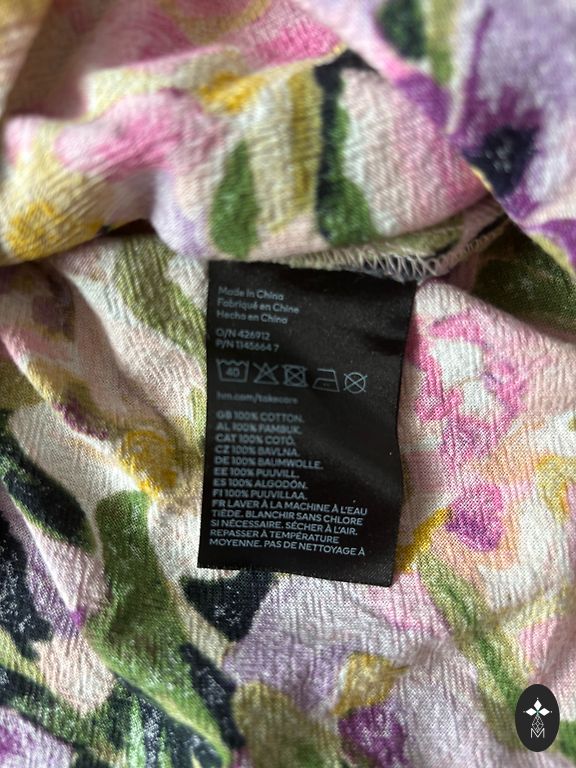 Made in China
Fabriqué en Chine
Hecho en China
O/N 426912
P/N 1145664 7
40
hm.com/takecare
GB 100% COTTON.
AL 100% PAMBUK.
CAT 100% COTÓ.
CZ 100% BAVLNA.
DE 100% BAUMWOLLE.
EE 100% PUUVILL.
ES 100% ALGODÓN.
FI 100% PUUVILLAA.
FR LAVER À LA MACHINE À L'EAU
TIÈDE. BLANCHIR SANS CHLORE
SI NÉCESSAIRE. SÉCHER À L'AIR.
REPASSER À TEMPÉRATURE
MOYENNE. PAS DE NETTOYAGE À
M